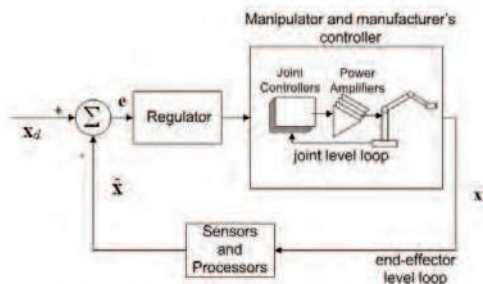 Manipulator and manufacturer's
controller
Joint
Controllers
Power
Amplifiers
+
e
Σ
Regulator
x_d
joint level loop
x̂
x
Sensors
and
Processors
end-effector
level loop